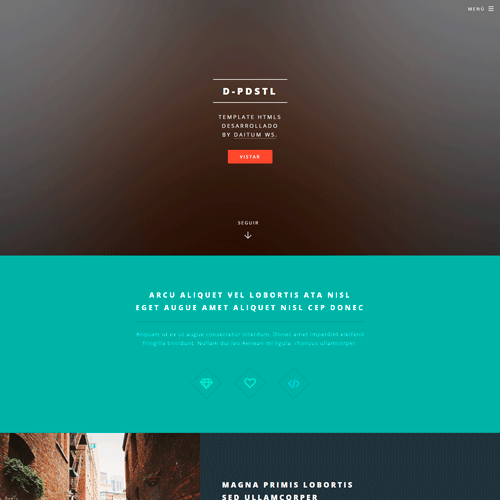 MENÚ
D-PDSTL
TEMPLATE HTML5
DESARROLLADO
BY DAITUM WS.
VISTAR
SEGUIR
ARCU ALIQUET VEL LOBORTIS ATA NISL
EGET AUGUE AMET ALIQUET NISL CEP DONEC
Aliquam ut ex ut augue consectetur interdum. Donec amet imperdiet eleifend
fringilla tincidunt. Nullam dui leo Aenean mi ligula, rhoncus ullamcorper.
MAGNA PRIMIS LOBORTIS
SED ULLAMCORPER